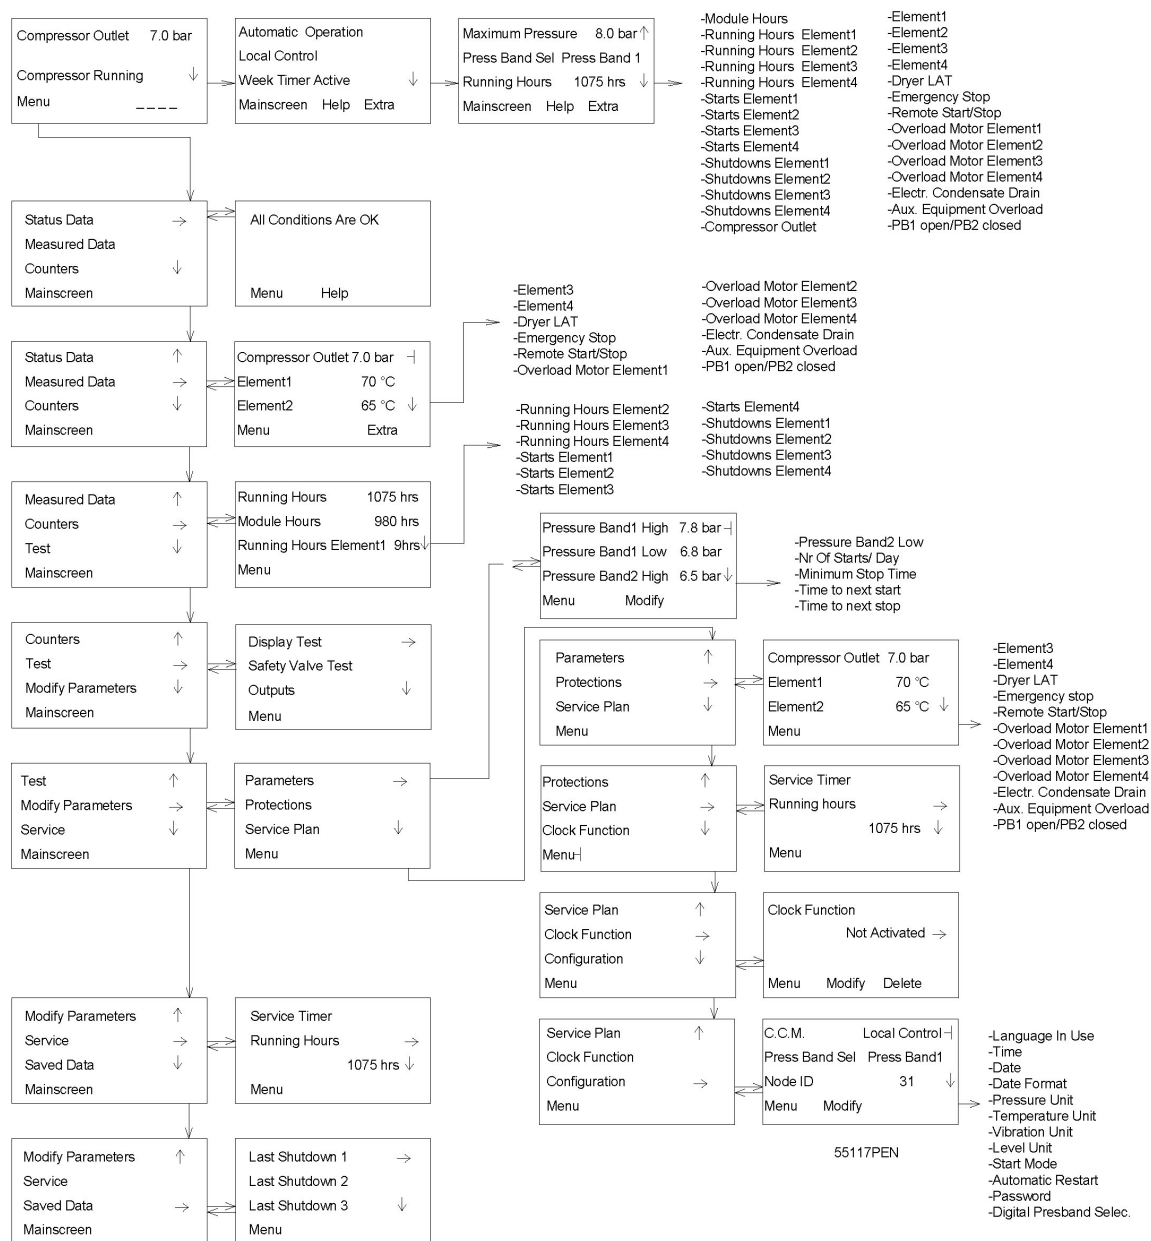 Compressor Outlet 7.0 bar
Compressor Running ↓
Menu _ _ _ _
Automatic Operation
Local Control
Week Timer Active ↓
Mainscreen Help Extra
Maximum Pressure 8.0 bar ↑
Press Band Sel Press Band 1
Running Hours 1075 hrs ↓
Mainscreen Help Extra
-Module Hours
-Running Hours Element1
-Running Hours Element2
-Running Hours Element3
-Running Hours Element4
-Starts Element1
-Starts Element2
-Starts Element3
-Starts Element4
-Shutdowns Element1
-Shutdowns Element2
-Shutdowns Element3
-Shutdowns Element4
-Compressor Outlet
-Element1
-Element2
-Element3
-Element4
-Dryer LAT
-Emergency Stop
-Remote Start/Stop
-Overload Motor Element1
-Overload Motor Element2
-Overload Motor Element3
-Overload Motor Element4
-Electr. Condensate Drain
-Aux. Equipment Overload
-PB1 open/PB2 closed
Status Data →
Measured Data
Counters ↓
Mainscreen
All Conditions Are OK
Menu Help
Status Data ↑
Measured Data →
Counters ↓
Mainscreen
Compressor Outlet 7.0 bar ⊣
Element1 70 °C
Element2 65 °C ↓
Menu Extra
-Element3
-Element4
-Dryer LAT
-Emergency Stop
-Remote Start/Stop
-Overload Motor Element1
-Overload Motor Element2
-Overload Motor Element3
-Overload Motor Element4
-Electr. Condensate Drain
-Aux. Equipment Overload
-PB1 open/PB2 closed
Measured Data ↑
Counters →
Test ↓
Mainscreen
Running Hours 1075 hrs
Module Hours 980 hrs
Running Hours Element1 9hrs ↓
Menu
-Running Hours Element2
-Running Hours Element3
-Running Hours Element4
-Starts Element1
-Starts Element2
-Starts Element3
-Starts Element4
-Shutdowns Element1
-Shutdowns Element2
-Shutdowns Element3
-Shutdowns Element4
Counters ↑
Test →
Modify Parameters ↓
Mainscreen
Display Test →
Safety Valve Test
Outputs ↓
Menu
Test ↑
Modify Parameters →
Service ↓
Mainscreen
Parameters →
Protections
Service Plan ↓
Menu
Pressure Band1 High 7.8 bar ⊣
Pressure Band1 Low 6.8 bar
Pressure Band2 High 6.5 bar ↓
Menu Modify
-Pressure Band2 Low
-Nr Of Starts/ Day
-Minimum Stop Time
-Time to next start
-Time to next stop
Parameters ↑
Protections →
Service Plan ↓
Menu
Compressor Outlet 7.0 bar
Element1 70 °C
Element2 65 °C ↓
Menu
-Element3
-Element4
-Dryer LAT
-Emergency stop
-Remote Start/Stop
-Overload Motor Element1
-Overload Motor Element2
-Overload Motor Element3
-Overload Motor Element4
-Electr. Condensate Drain
-Aux. Equipment Overload
-PB1 open/PB2 closed
Protections ↑
Service Plan →
Clock Function ↓
Menu ⊣
Service Timer
Running hours →
1075 hrs ↓
Menu
Service Plan ↑
Clock Function →
Configuration ↓
Menu
Clock Function
Not Activated →
Menu Modify Delete
Service Plan ↑
Clock Function
Configuration →
Menu
C.C.M. Local Control ⊣
Press Band Sel Press Band1
Node ID 31 ↓
Menu Modify
-Language In Use
-Time
-Date
-Date Format
-Pressure Unit
-Temperature Unit
-Vibration Unit
-Level Unit
-Start Mode
-Automatic Restart
-Password
-Digital Presband Selec.
Modify Parameters ↑
Service →
Saved Data ↓
Mainscreen
Service Timer
Running Hours →
1075 hrs ↓
Menu
Modify Parameters ↑
Service
Saved Data →
Mainscreen
Last Shutdown 1 →
Last Shutdown 2
Last Shutdown 3 ↓
Menu
55117PEN